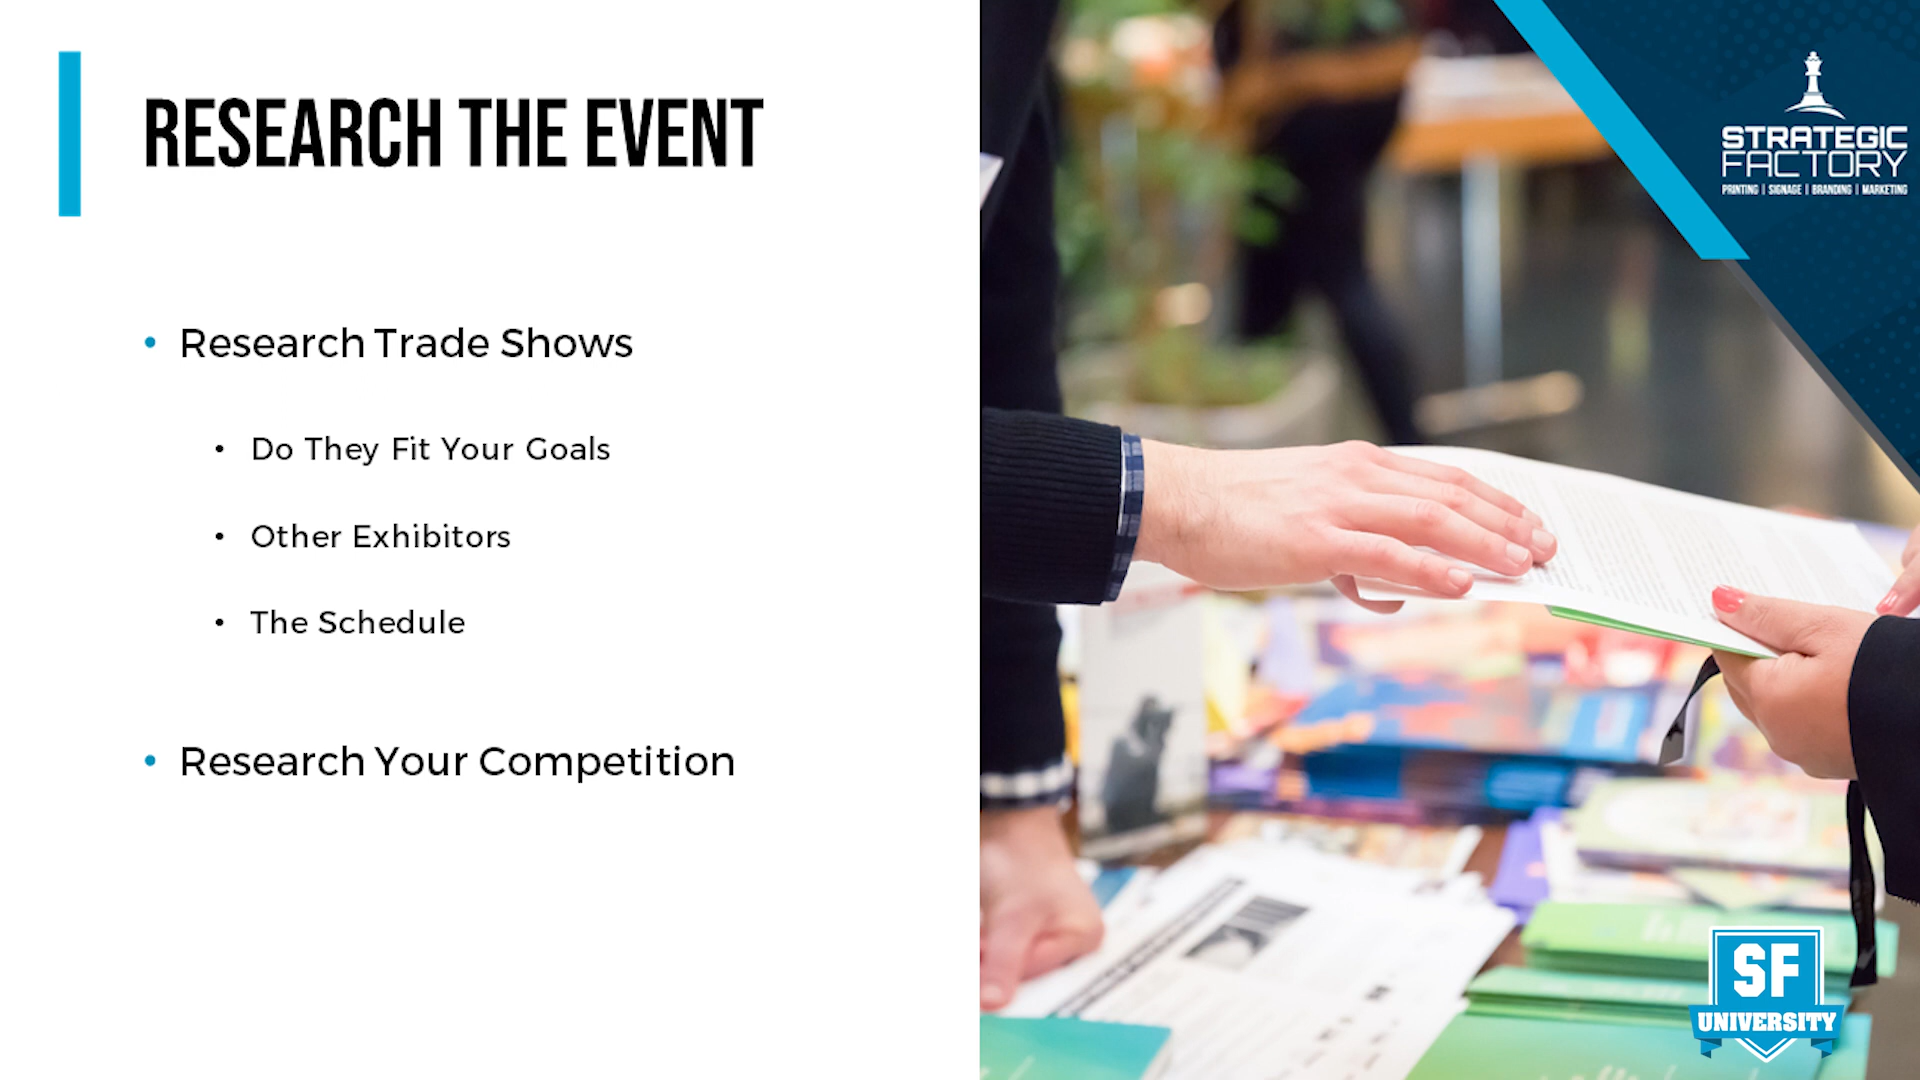 RESEARCH THE EVENT
• Research Trade Shows
• Do They Fit Your Goals
• Other Exhibitors
• The Schedule
• Research Your Competition
STRATEGIC
FACTORY
PRINTING | SIGNAGE | BRANDING | MARKETING
SF
UNIVERSITY